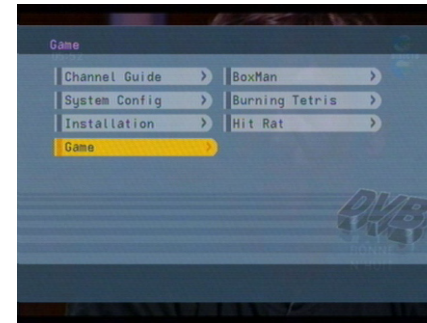 Game
Channel Guide
System Config
Installation
Game
BoxMan
Burning Tetris
Hit Rat
DVB